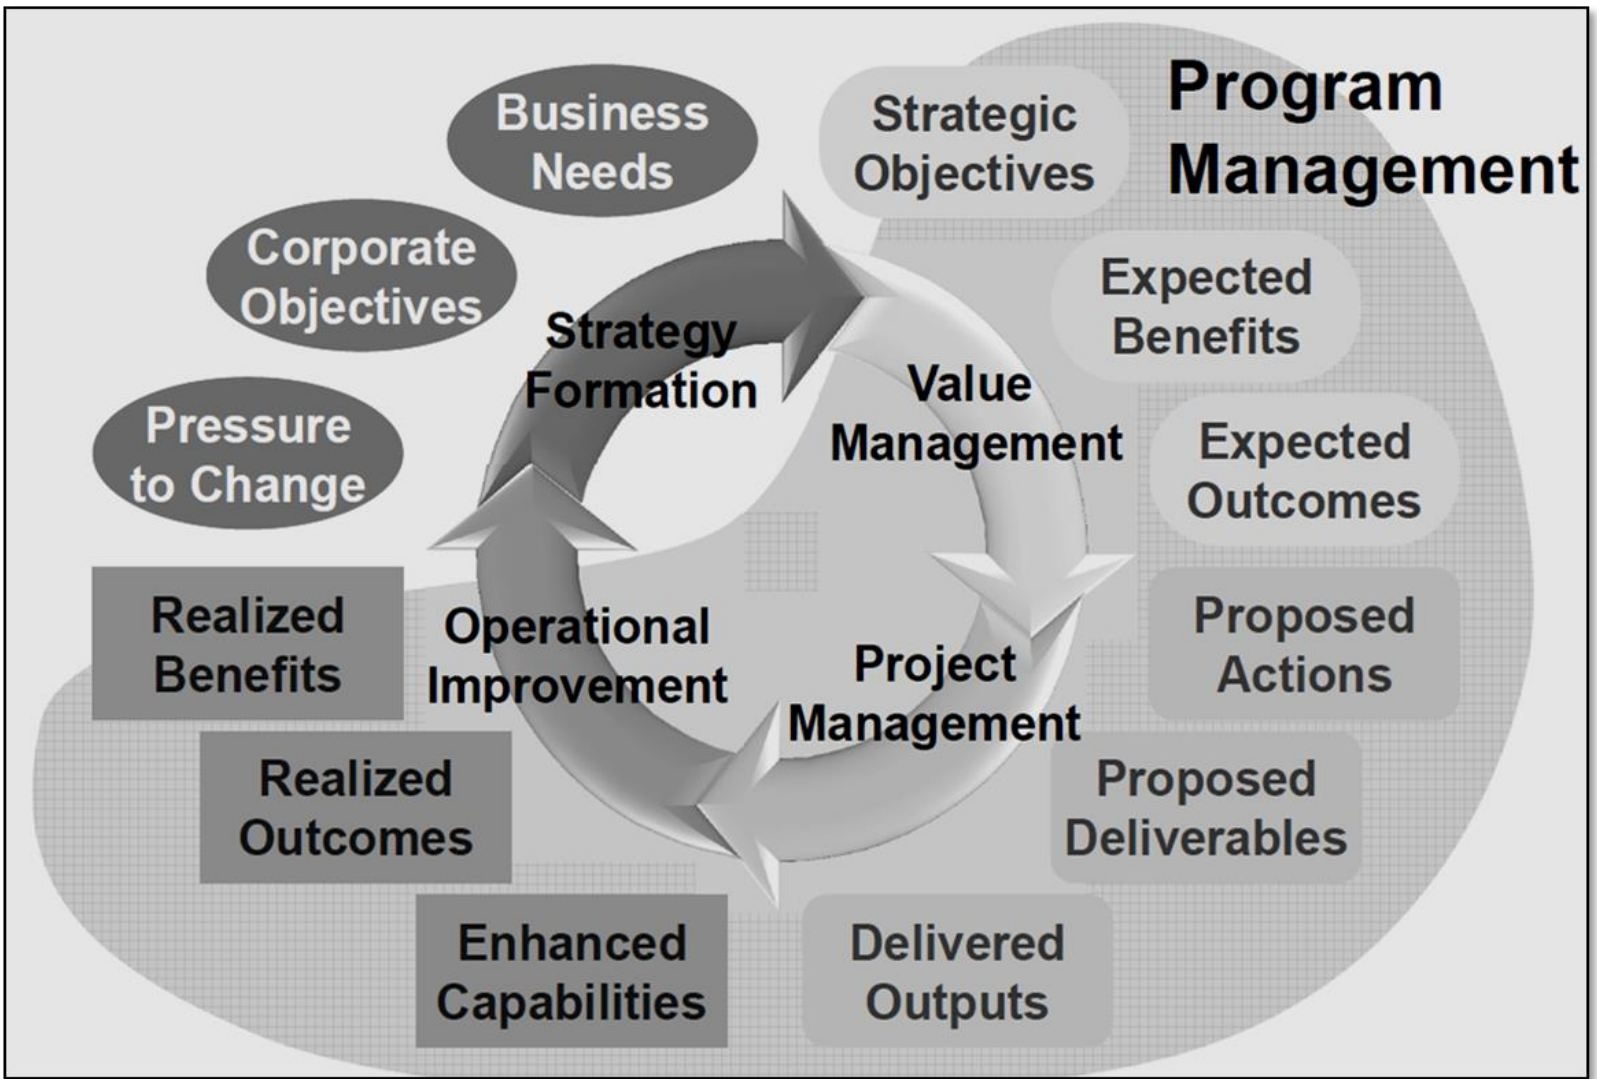 Program
Management
Business
Needs
Strategic
Objectives
Corporate
Objectives
Expected
Benefits
Strategy
Formation
Value
Management
Pressure
to Change
Expected
Outcomes
Realized
Benefits
Operational
Improvement
Project
Management
Proposed
Actions
Realized
Outcomes
Proposed
Deliverables
Enhanced
Capabilities
Delivered
Outputs